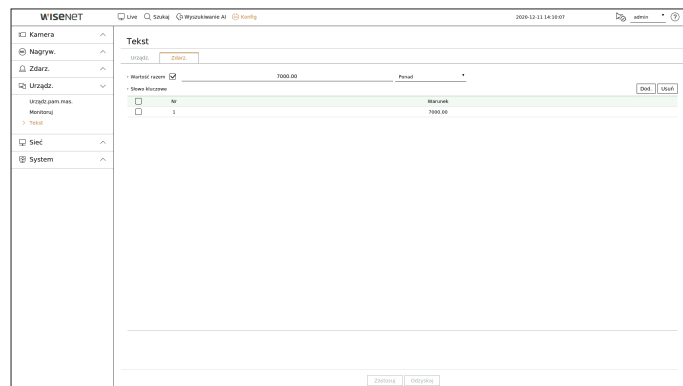 WISENET Live Szukaj Wyszukiwanie AI Konfig 2020-12-11 14:10:07 admin
Kamera
Nagryw.
Zdarz.
Urządz.
Urządz.pam.mas.
Monitoruj
> Tekst
Sieć
System
Tekst
Urządz. Zdarz.
• Wartość razem 7000.00 Ponad
• Słowo kluczowe Dod. Usuń
Nr Warunek
1 7000.00
Zastosuj Odzyskaj